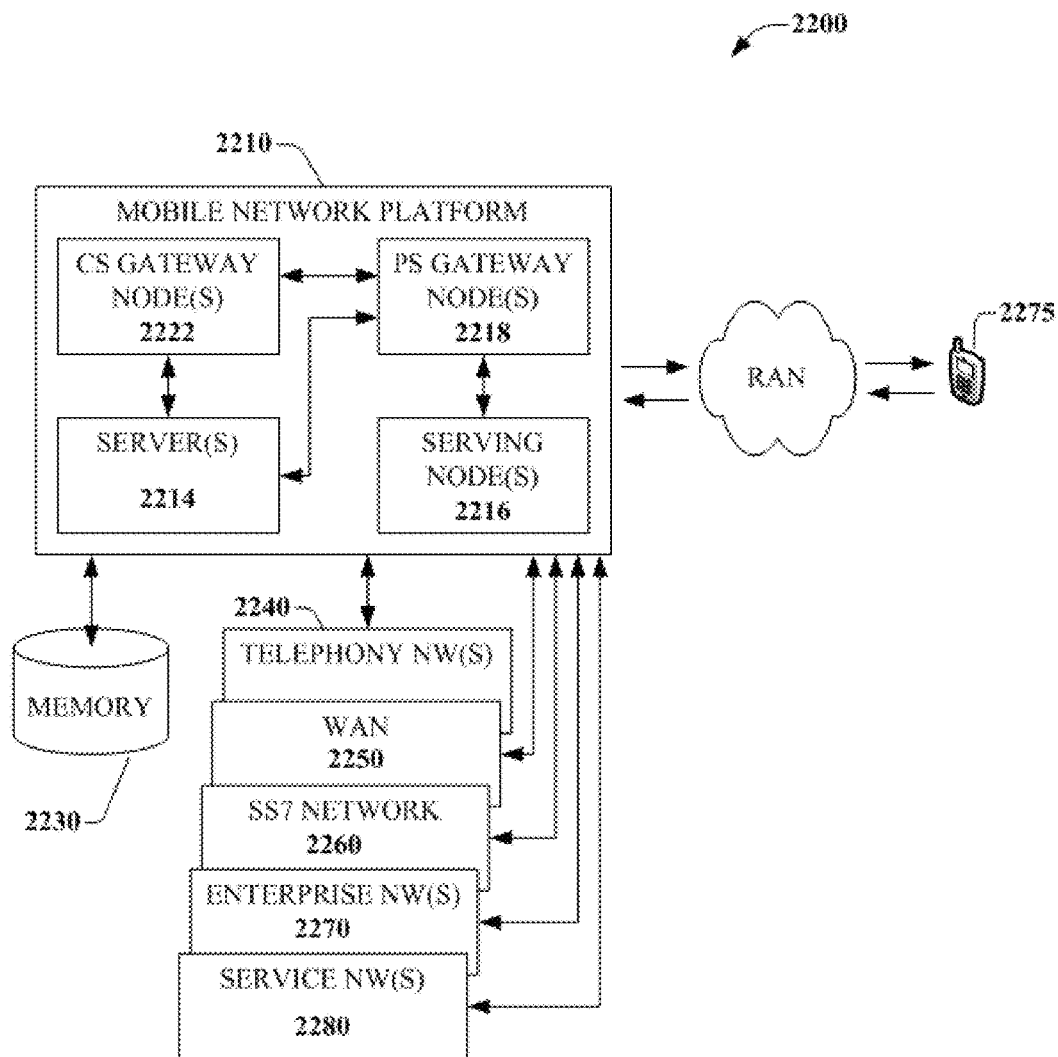 2200
2210
MOBILE NETWORK PLATFORM
CS GATEWAY
NODE(S)
2222
PS GATEWAY
NODE(S)
2218
SERVER(S)
2214
SERVING
NODE(S)
2216
RAN
2275
MEMORY
2230
2240
TELEPHONY NW(S)
WAN
2250
SS7 NETWORK
2260
ENTERPRISE NW(S)
2270
SERVICE NW(S)
2280